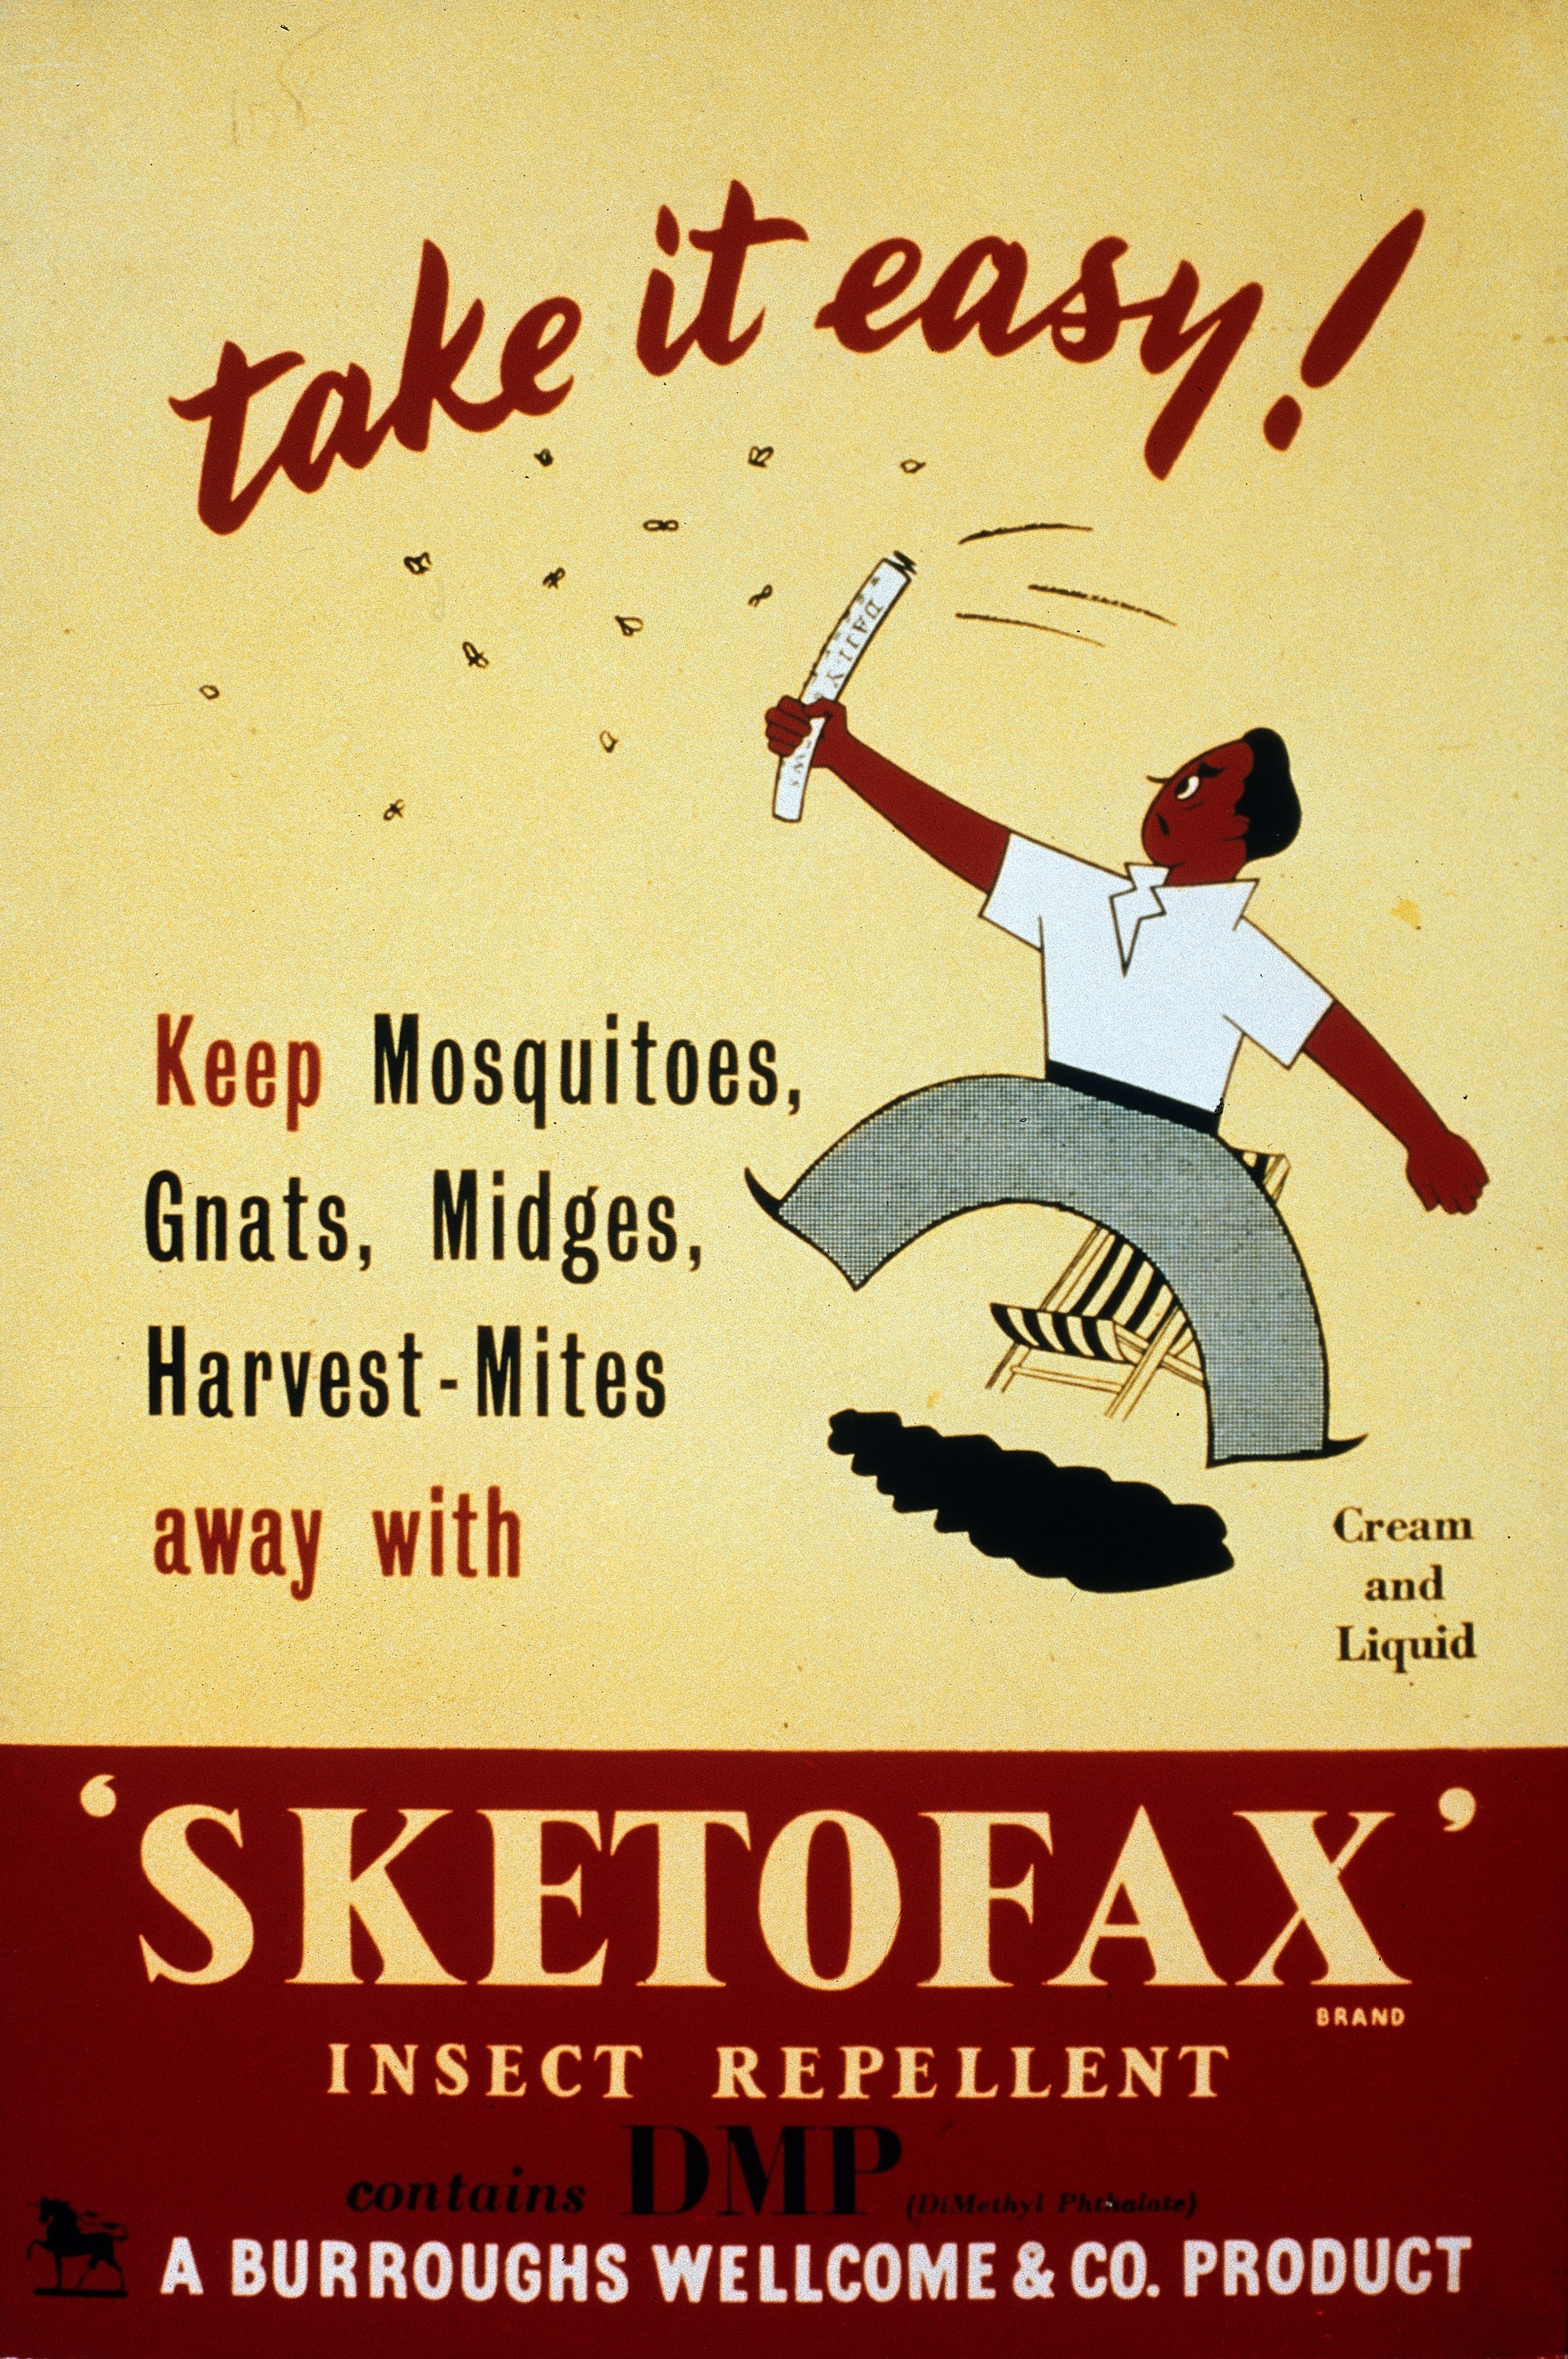 take it easy!
DAILY
Keep Mosquitoes,
Gnats, Midges,
Harvest-Mites
away with
Cream
and
Liquid
'SKETOFAX'
BRAND
INSECT REPELLENT
contains DMP (DiMethyl Phthalate)
A BURROUGHS WELLCOME & CO. PRODUCT